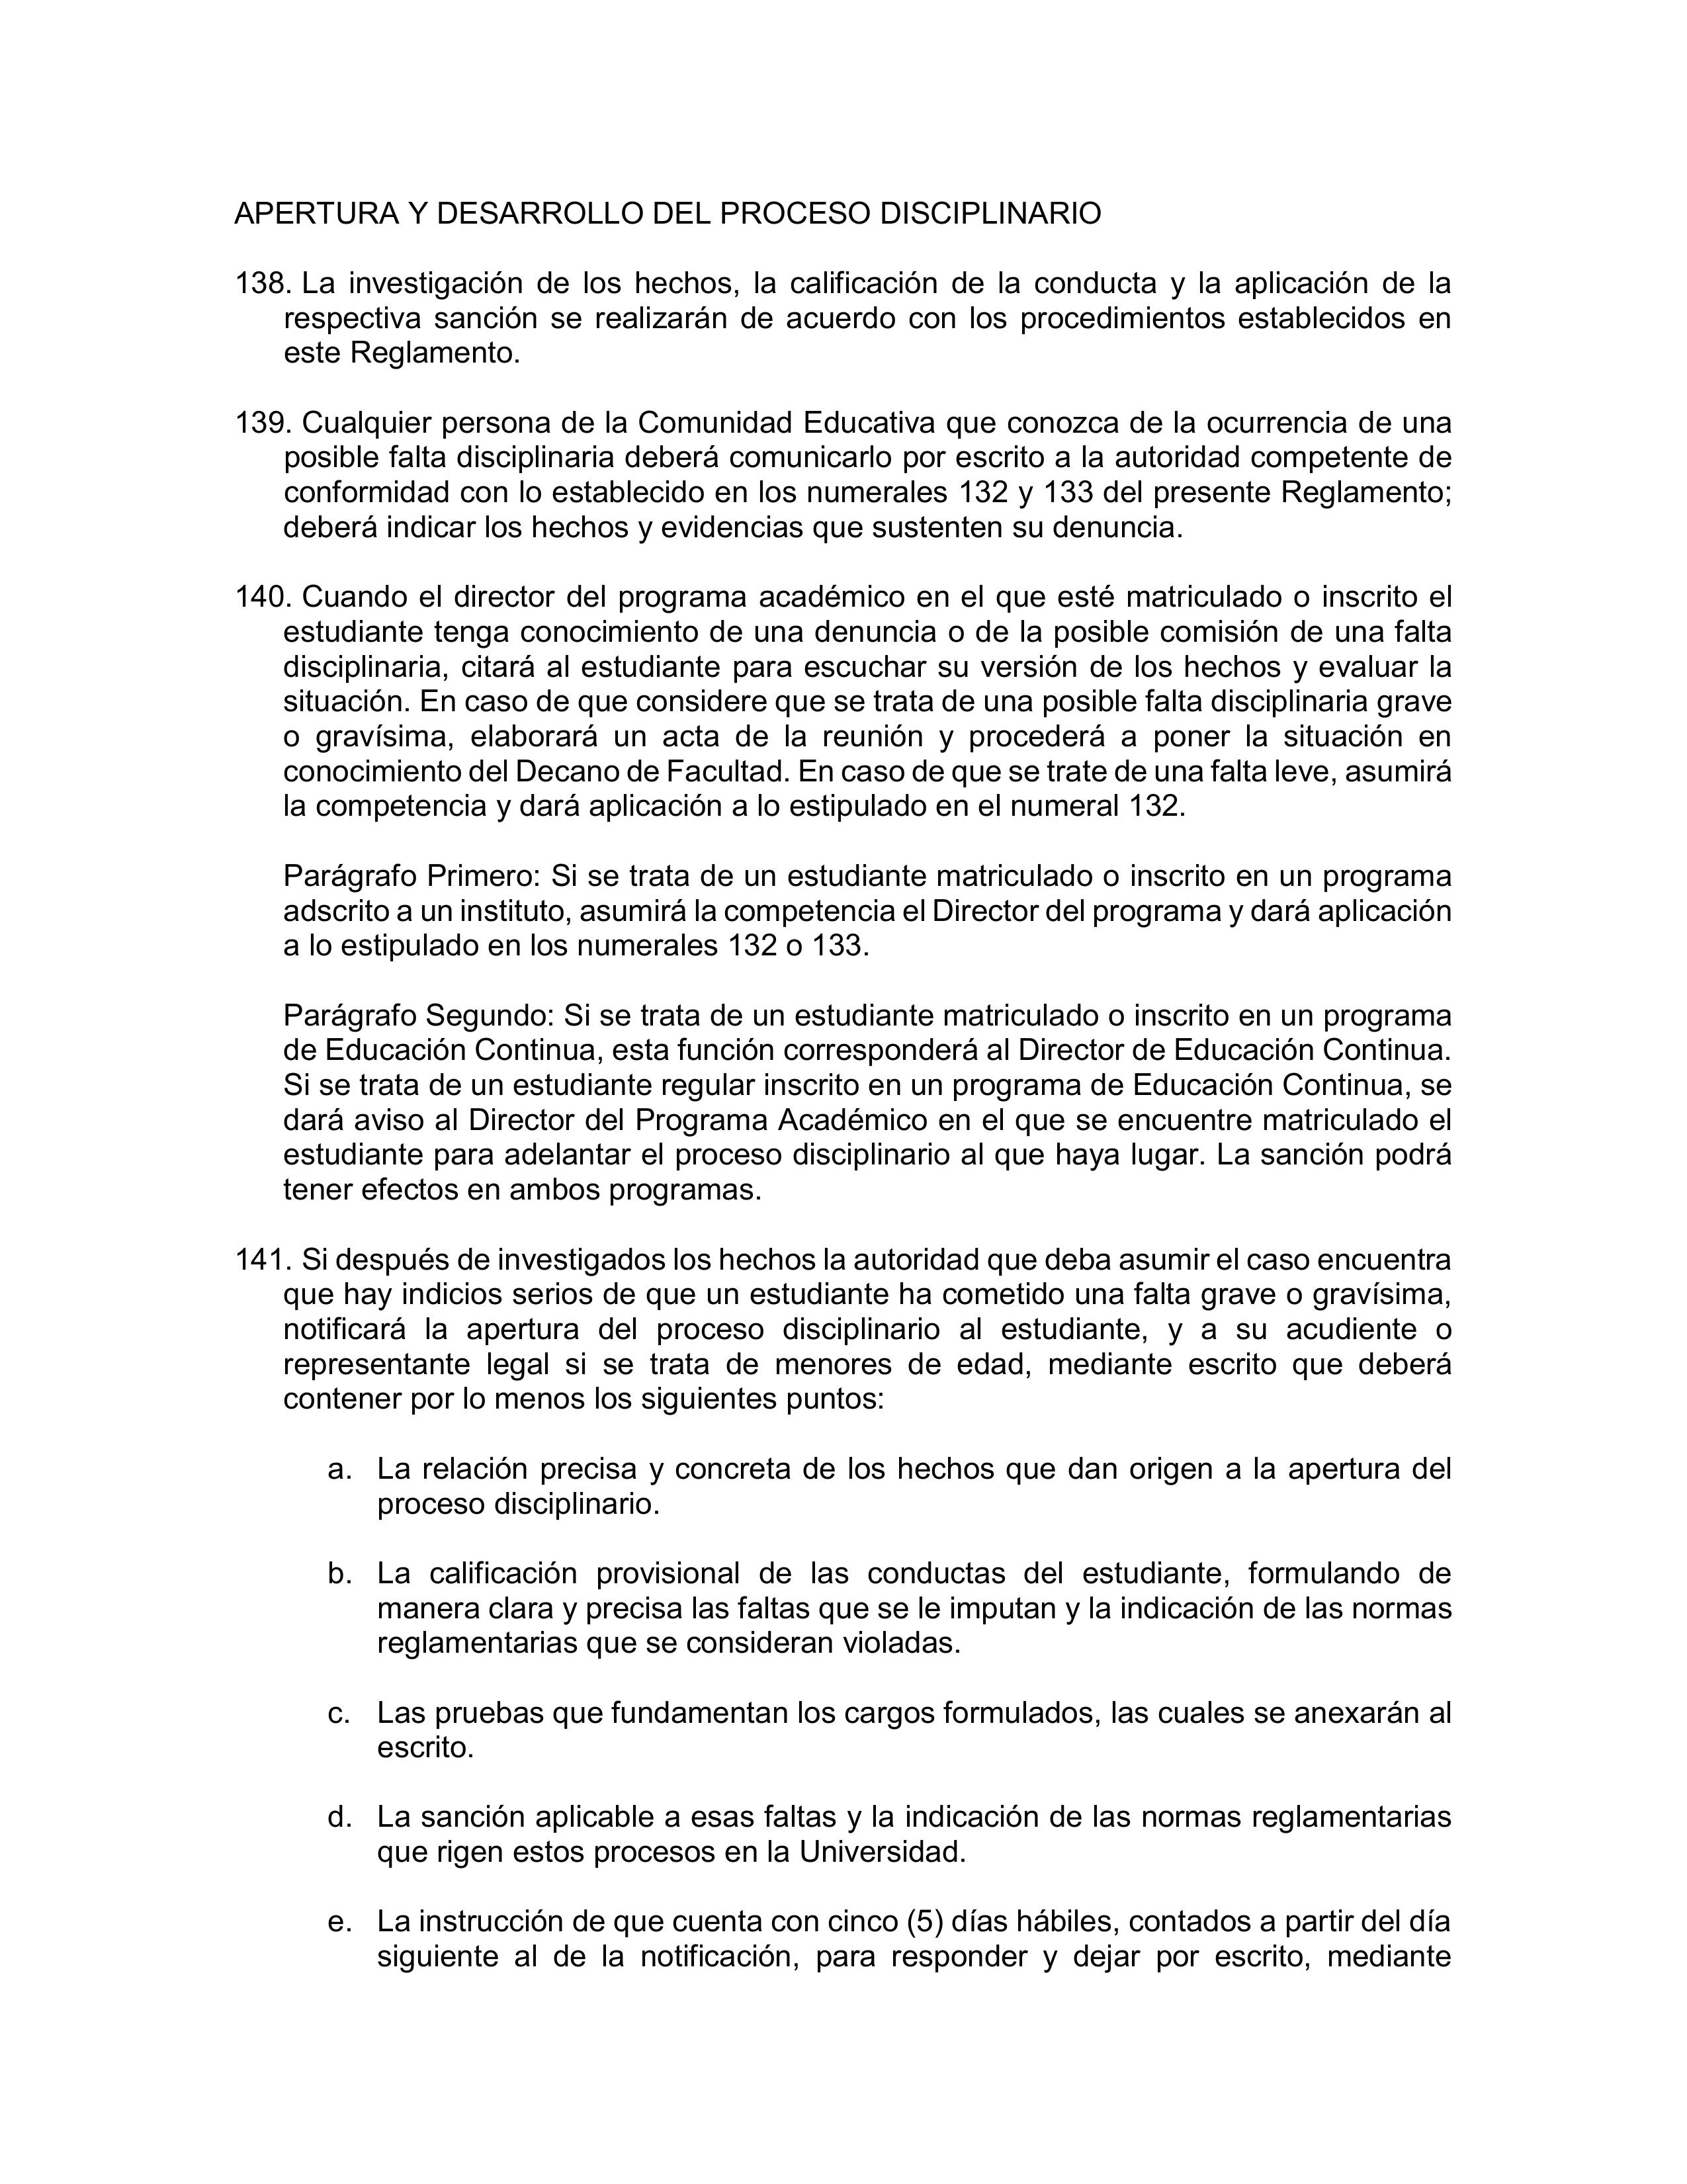 APERTURA Y DESARROLLO DEL PROCESO DISCIPLINARIO
138. La investigación de los hechos, la calificación de la conducta y la aplicación de la
respectiva sanción se realizarán de acuerdo con los procedimientos establecidos en
este Reglamento.
139. Cualquier persona de la Comunidad Educativa que conozca de la ocurrencia de una
posible falta disciplinaria deberá comunicarlo por escrito a la autoridad competente de
conformidad con lo establecido en los numerales 132 y 133 del presente Reglamento;
deberá indicar los hechos y evidencias que sustenten su denuncia.
140. Cuando el director del programa académico en el que esté matriculado o inscrito el
estudiante tenga conocimiento de una denuncia o de la posible comisión de una falta
disciplinaria, citará al estudiante para escuchar su versión de los hechos y evaluar la
situación. En caso de que considere que se trata de una posible falta disciplinaria grave
o gravísima, elaborará un acta de la reunión y procederá a poner la situación en
conocimiento del Decano de Facultad. En caso de que se trate de una falta leve, asumirá
la competencia y dará aplicación a lo estipulado en el numeral 132.
Parágrafo Primero: Si se trata de un estudiante matriculado o inscrito en un programa
adscrito a un instituto, asumirá la competencia el Director del programa y dará aplicación
a lo estipulado en los numerales 132 o 133.
Parágrafo Segundo: Si se trata de un estudiante matriculado o inscrito en un programa
de Educación Continua, esta función corresponderá al Director de Educación Continua.
Si se trata de un estudiante regular inscrito en un programa de Educación Continua, se
dará aviso al Director del Programa Académico en el que se encuentre matriculado el
estudiante para adelantar el proceso disciplinario al que haya lugar. La sanción podrá
tener efectos en ambos programas.
141. Si después de investigados los hechos la autoridad que deba asumir el caso encuentra
que hay indicios serios de que un estudiante ha cometido una falta grave o gravísima,
notificará la apertura del proceso disciplinario al estudiante, y a su acudiente o
representante legal si se trata de menores de edad, mediante escrito que deberá
contener por lo menos los siguientes puntos:
a. La relación precisa y concreta de los hechos que dan origen a la apertura del
proceso disciplinario.
b. La calificación provisional de las conductas del estudiante, formulando de
manera clara y precisa las faltas que se le imputan y la indicación de las normas
reglamentarias que se consideran violadas.
c. Las pruebas que fundamentan los cargos formulados, las cuales se anexarán al
escrito.
d. La sanción aplicable a esas faltas y la indicación de las normas reglamentarias
que rigen estos procesos en la Universidad.
e. La instrucción de que cuenta con cinco (5) días hábiles, contados a partir del día
siguiente al de la notificación, para responder y dejar por escrito, mediante